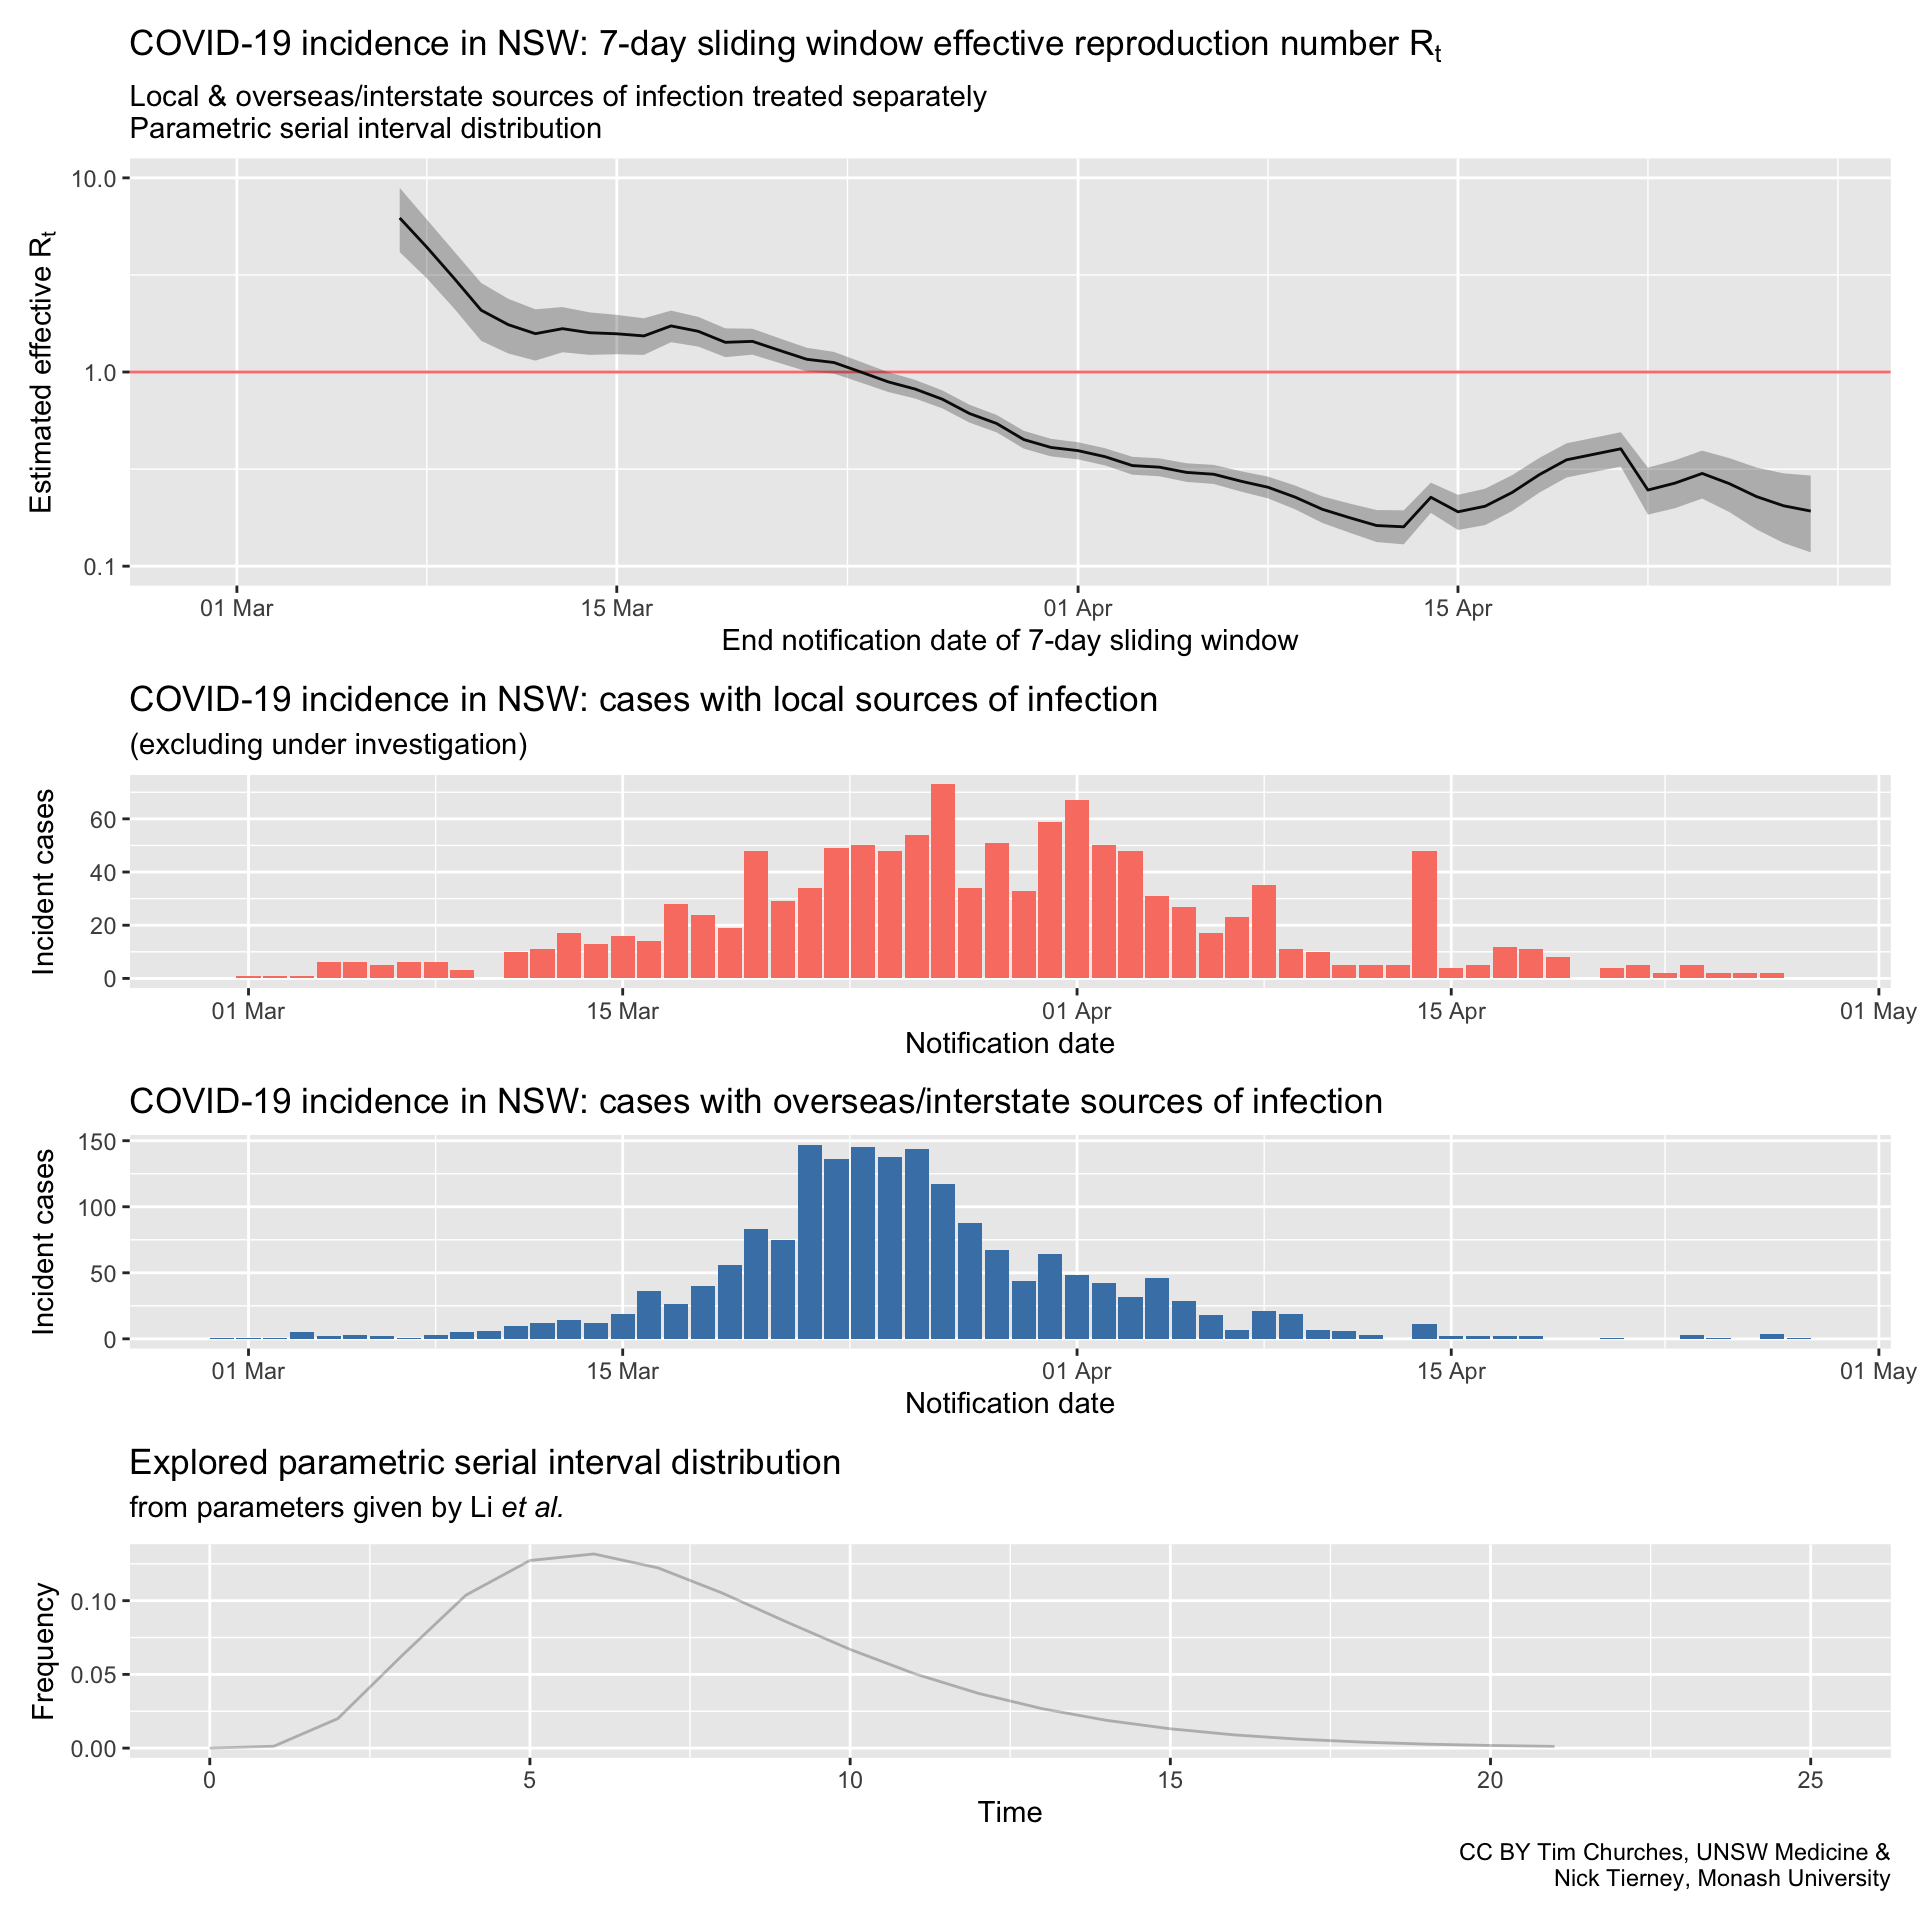 COVID-19 incidence in NSW: 7-day sliding window effective reproduction number Rt
Local & overseas/interstate sources of infection treated separately
Parametric serial interval distribution
Estimated effective Rt
10.0
1.0
0.1
01 Mar 15 Mar 01 Apr 15 Apr
End notification date of 7-day sliding window
COVID-19 incidence in NSW: cases with local sources of infection
(excluding under investigation)
Incident cases
60
40
20
0
01 Mar 15 Mar 01 Apr 15 Apr 01 May
Notification date
COVID-19 incidence in NSW: cases with overseas/interstate sources of infection
Incident cases
150
100
50
0
01 Mar 15 Mar 01 Apr 15 Apr 01 May
Notification date
Explored parametric serial interval distribution
from parameters given by Li et al.
Frequency
0.10
0.05
0.00
0 5 10 15 20 25
Time
CC BY Tim Churches, UNSW Medicine &
Nick Tierney, Monash University